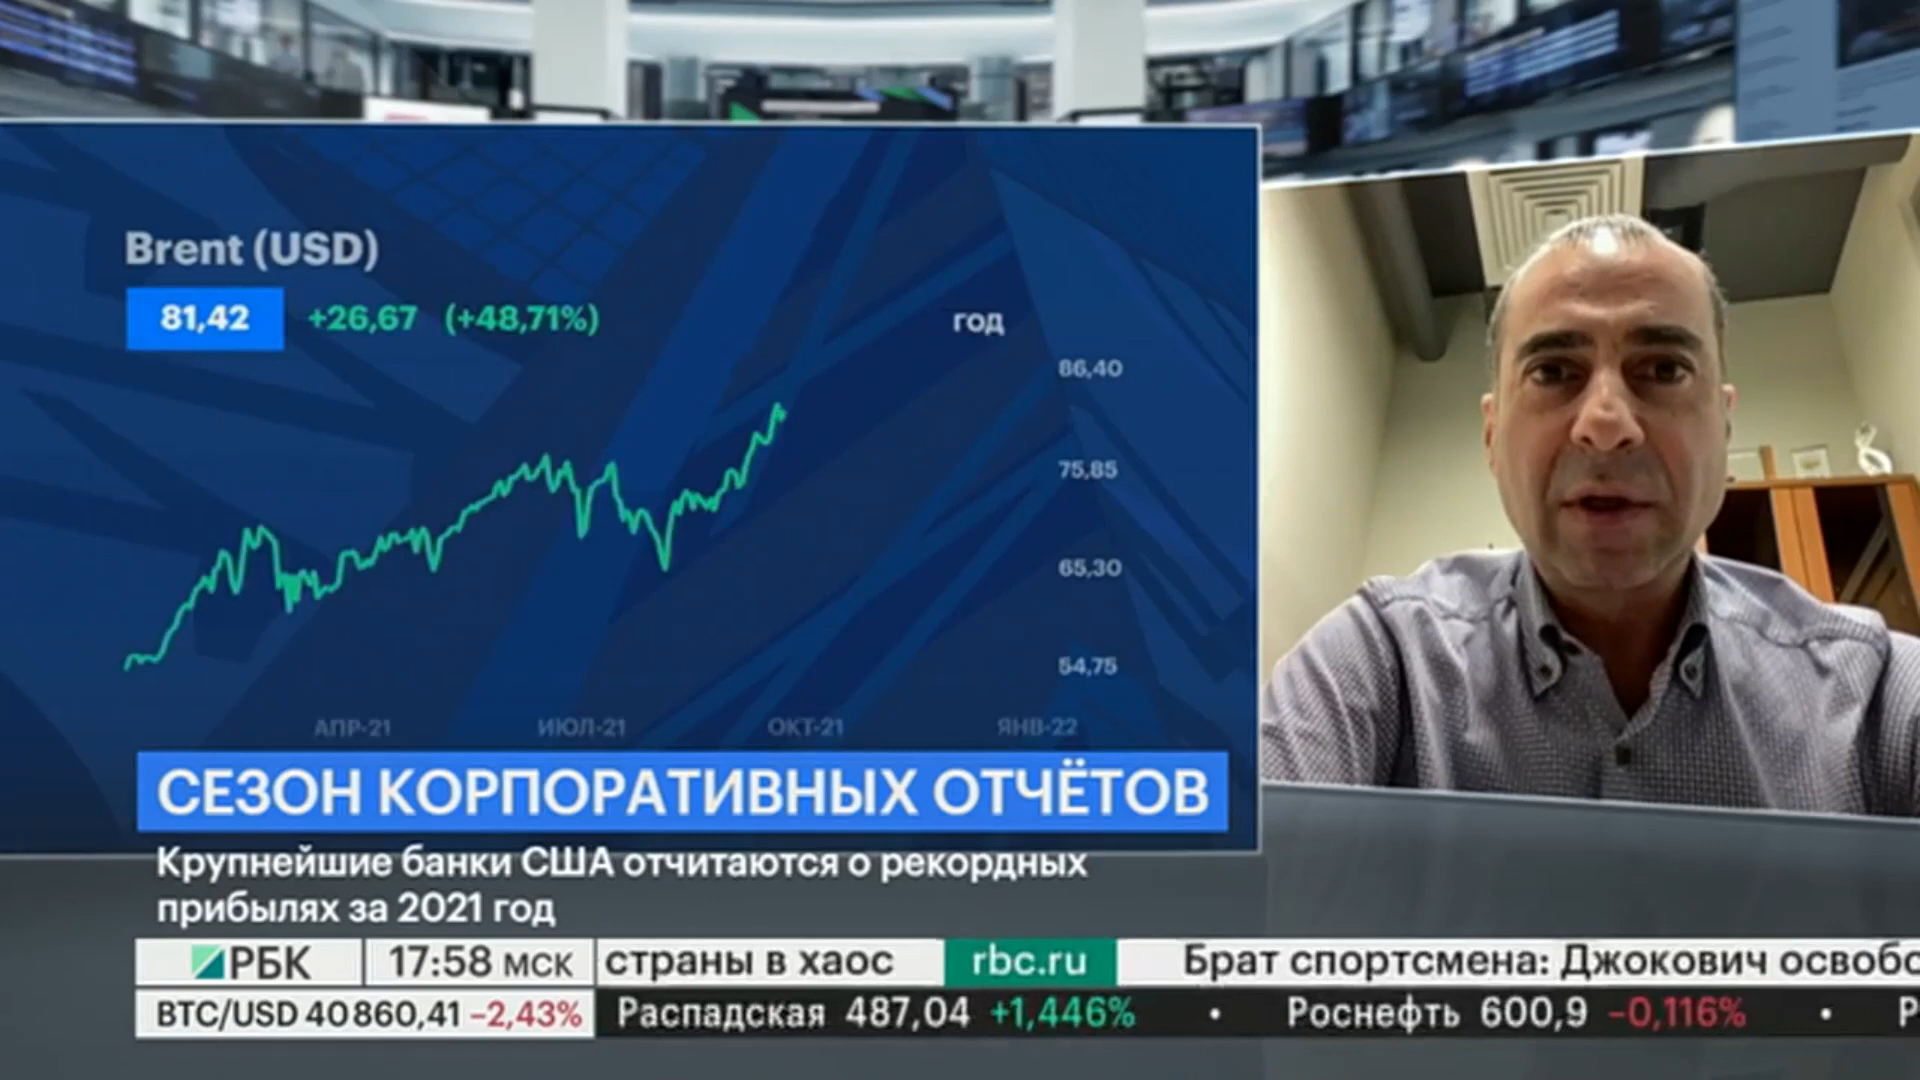 Brent (USD)
81,42 +26,67 (+48,71%)
год
86,40
75,85
65,30
54,75
АПР-21 ИЮЛ-21 ОКТ-21 ЯНВ-22
СЕЗОН КОРПОРАТИВНЫХ ОТЧЁТОВ
Крупнейшие банки США отчитаются о рекордных
прибылях за 2021 год
РБК 17:58 МСК страны в хаос rbc.ru Брат спортсмена: Джокович освобо
BTC/USD 40 860,41 –2,43% Распадская 487,04 +1,446% • Роснефть 600,9 –0,116% • Р